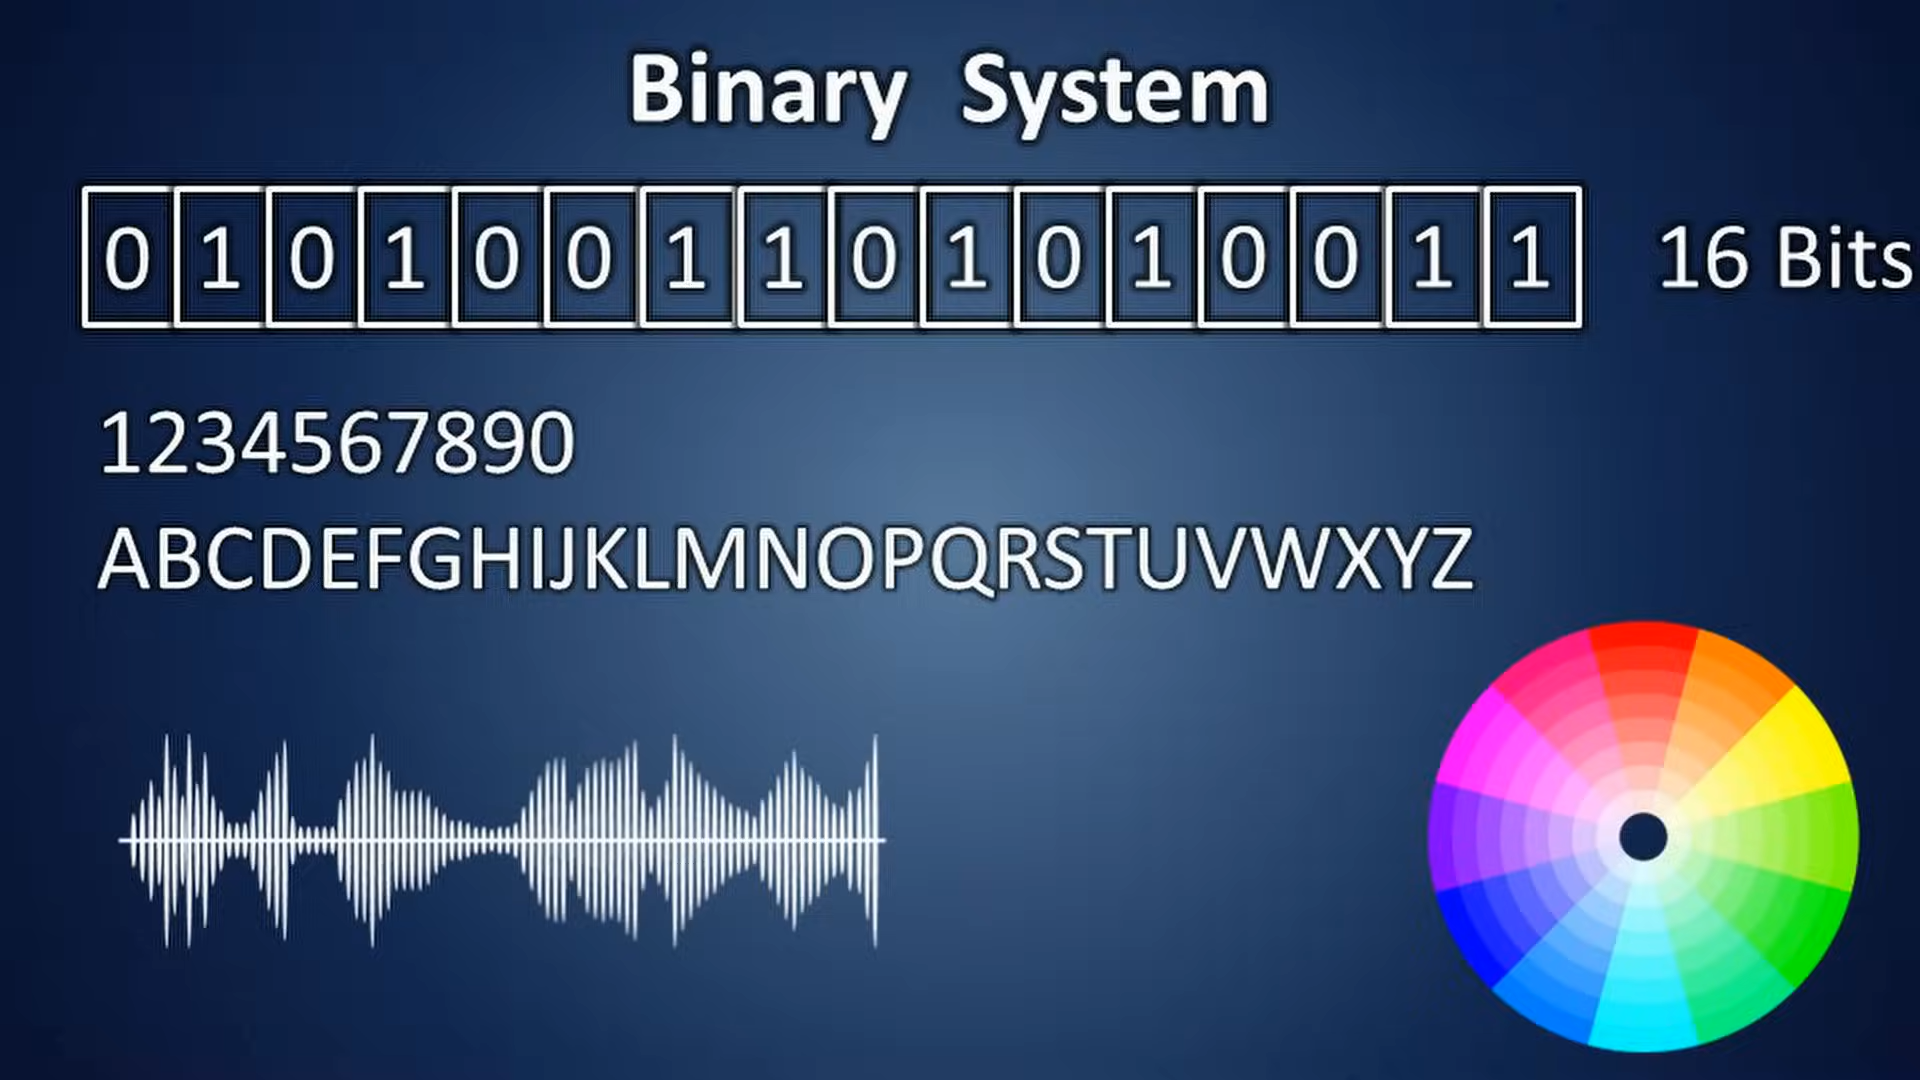 Binary System
0 1 0 1 0 0 1 1 0 1 0 1 0 0 1 1 16 Bits
1234567890
ABCDEFGHIJKLMNOPQRSTUVWXYZ